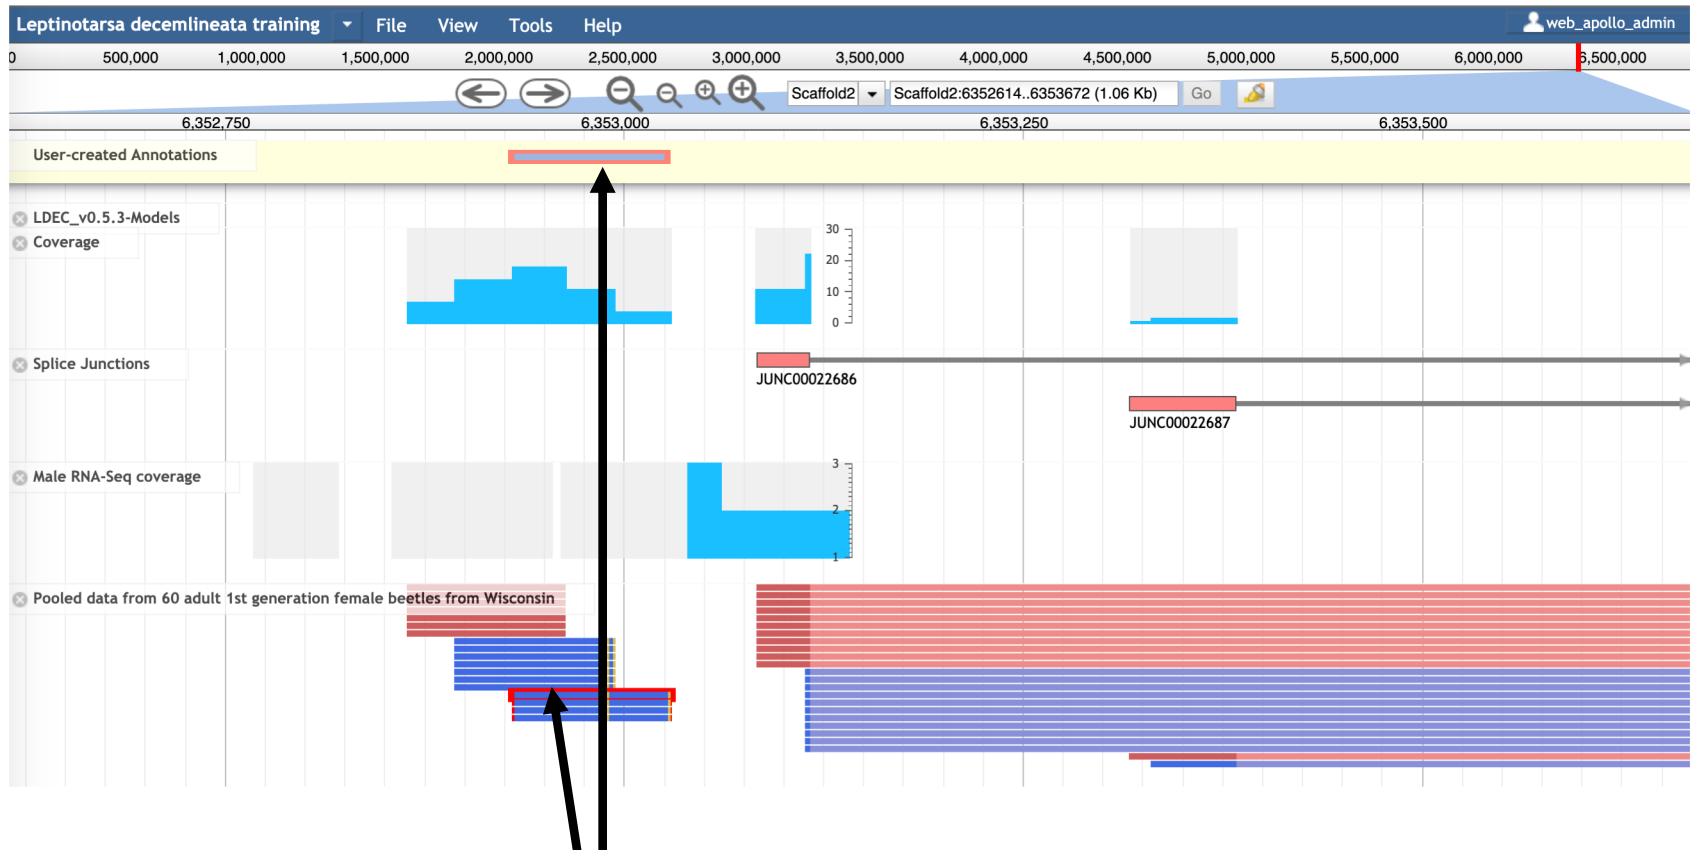 Leptinotarsa decemlineata training File View Tools Help web_apollo_admin
0 500,000 1,000,000 1,500,000 2,000,000 2,500,000 3,000,000 3,500,000 4,000,000 4,500,000 5,000,000 5,500,000 6,000,000 6,500,000
Scaffold2 Scaffold2:6352614..6353672 (1.06 Kb) Go
6,352,750 6,353,000 6,353,250 6,353,500
User-created Annotations
LDEC_v0.5.3-Models
Coverage
30
20
10
0
Splice Junctions
JUNC00022686
JUNC00022687
Male RNA-Seq coverage
3
2
1
Pooled data from 60 adult 1st generation female beetles from Wisconsin